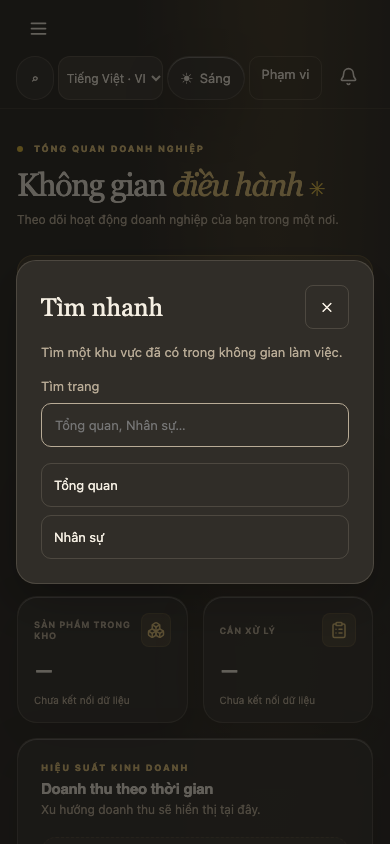 Tiếng Việt · VI
Sáng
Phạm vi
TỔNG QUAN DOANH NGHIỆP
Không gian điều hành
Theo dõi hoạt động doanh nghiệp của bạn trong một nơi.
Tìm nhanh
Tìm một khu vực đã có trong không gian làm việc.
Tìm trang
Tổng quan, Nhân sự...
Tổng quan
Nhân sự
SẢN PHẨM TRONG KHO
CẦN XỬ LÝ
—
—
Chưa kết nối dữ liệu
Chưa kết nối dữ liệu
HIỆU SUẤT KINH DOANH
Doanh thu theo thời gian
Xu hướng doanh thu sẽ hiển thị tại đây.